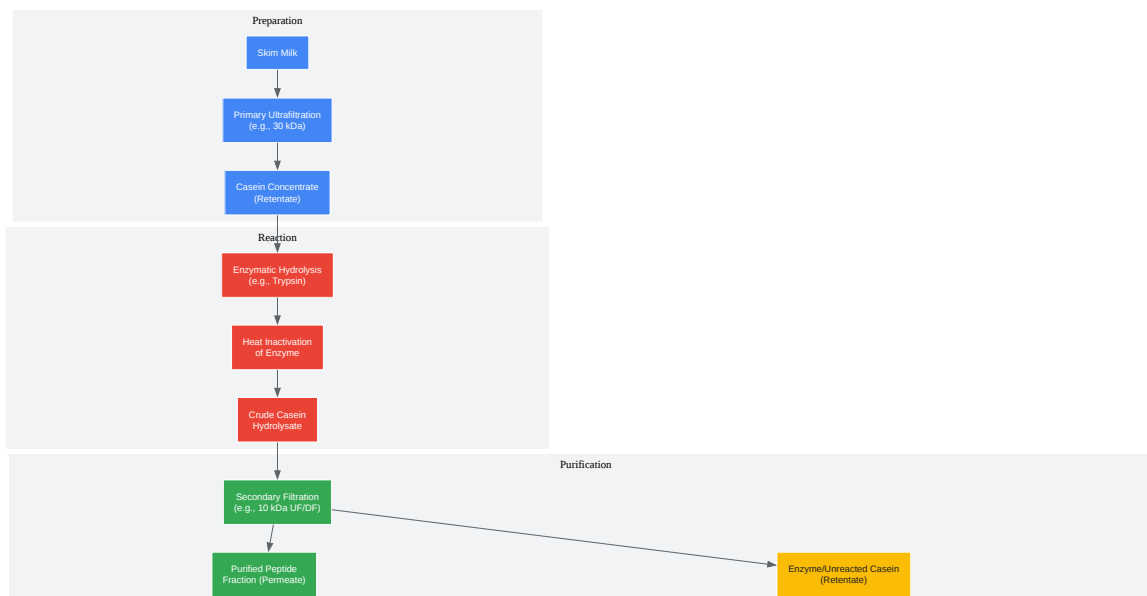 Preparation
Skim Milk
Primary Ultrafiltration
(e.g., 30 kDa)
Casein Concentrate
(Retentate)
Reaction
Enzymatic Hydrolysis
(e.g., Trypsin)
Heat Inactivation
of Enzyme
Crude Casein
Hydrolysate
Purification
Secondary Filtration
(e.g., 10 kDa UF/DF)
Purified Peptide
Fraction (Permeate)
Enzyme/Unreacted Casein
(Retentate)